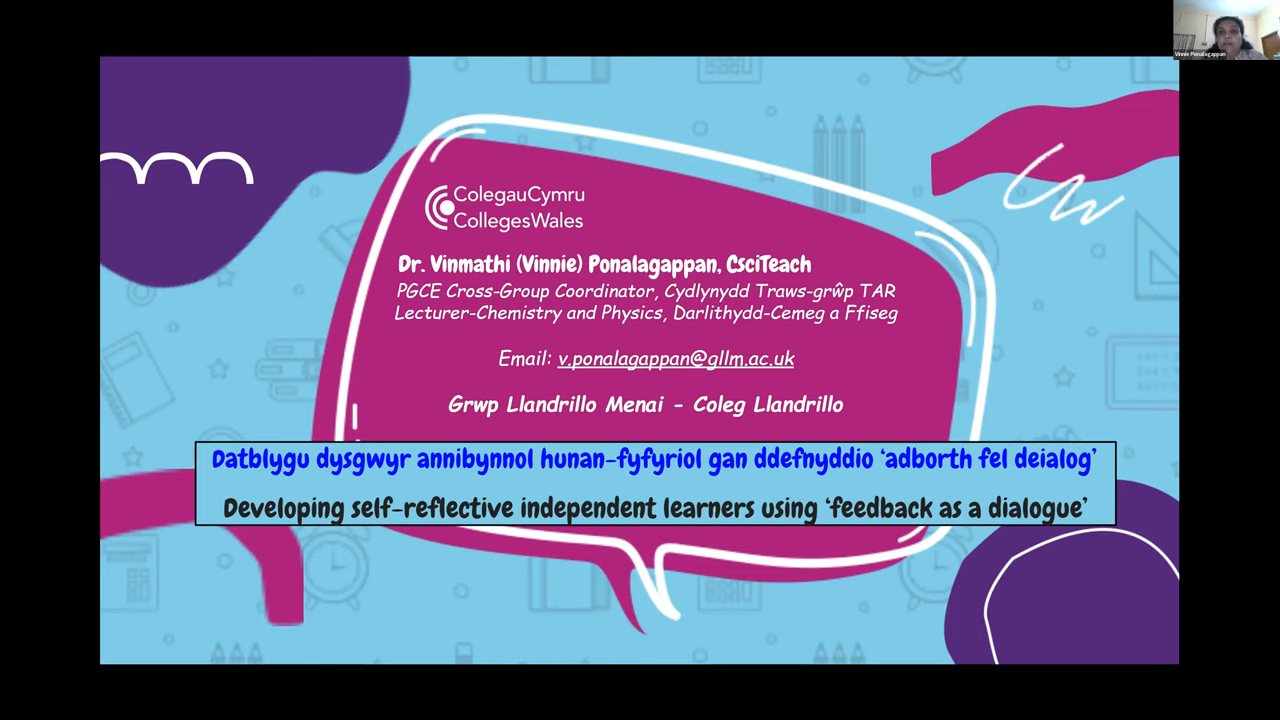 Vinnie Ponalagappan
ColegauCymru
CollegesWales
Dr. Vinmathi (Vinnie) Ponalagappan, CsciTeach
PGCE Cross-Group Coordinator, Cydlynydd Traws-grŵp TAR
Lecturer-Chemistry and Physics, Darlithydd-Cemeg a Ffiseg
Email: v.ponalagappan@gllm.ac.uk
Grwp Llandrillo Menai - Coleg Llandrillo
Datblygu dysgwyr annibynnol hunan-fyfyriol gan ddefnyddio ‘adborth fel deialog’
Developing self-reflective independent learners using ‘feedback as a dialogue’